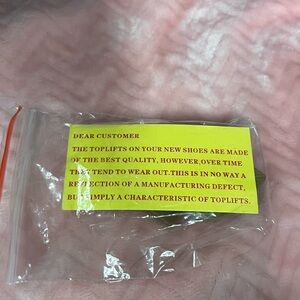 DEAR CUSTOMER
THE TOPLIFTS ON YOUR NEW SHOES ARE MADE
OF THE BEST QUALITY, HOWEVER,OVER TIME
THEY TEND TO WEAR OUT.THIS IS IN NO WAY A
REFLECTION OF A MANUFACTURING DEFECT,
BUT SIMPLY A CHARACTERISTIC OF TOPLIFTS.